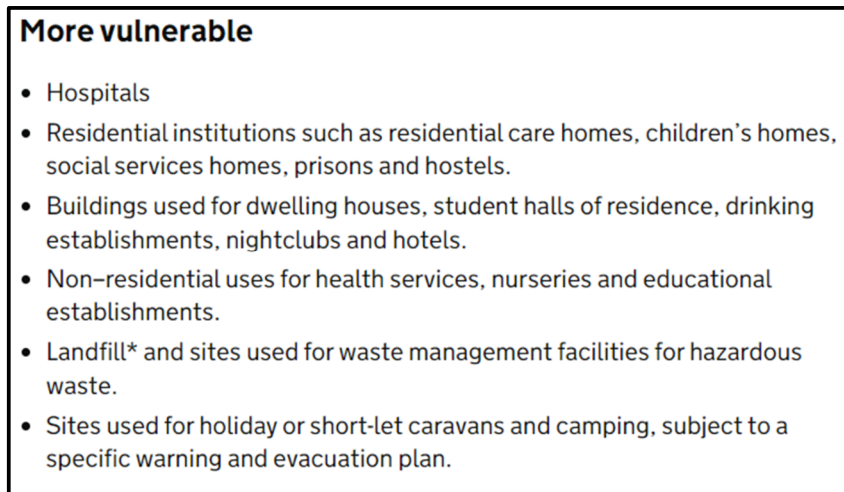 More vulnerable
• Hospitals
• Residential institutions such as residential care homes, children’s homes,
social services homes, prisons and hostels.
• Buildings used for dwelling houses, student halls of residence, drinking
establishments, nightclubs and hotels.
• Non–residential uses for health services, nurseries and educational
establishments.
• Landfill* and sites used for waste management facilities for hazardous
waste.
• Sites used for holiday or short-let caravans and camping, subject to a
specific warning and evacuation plan.